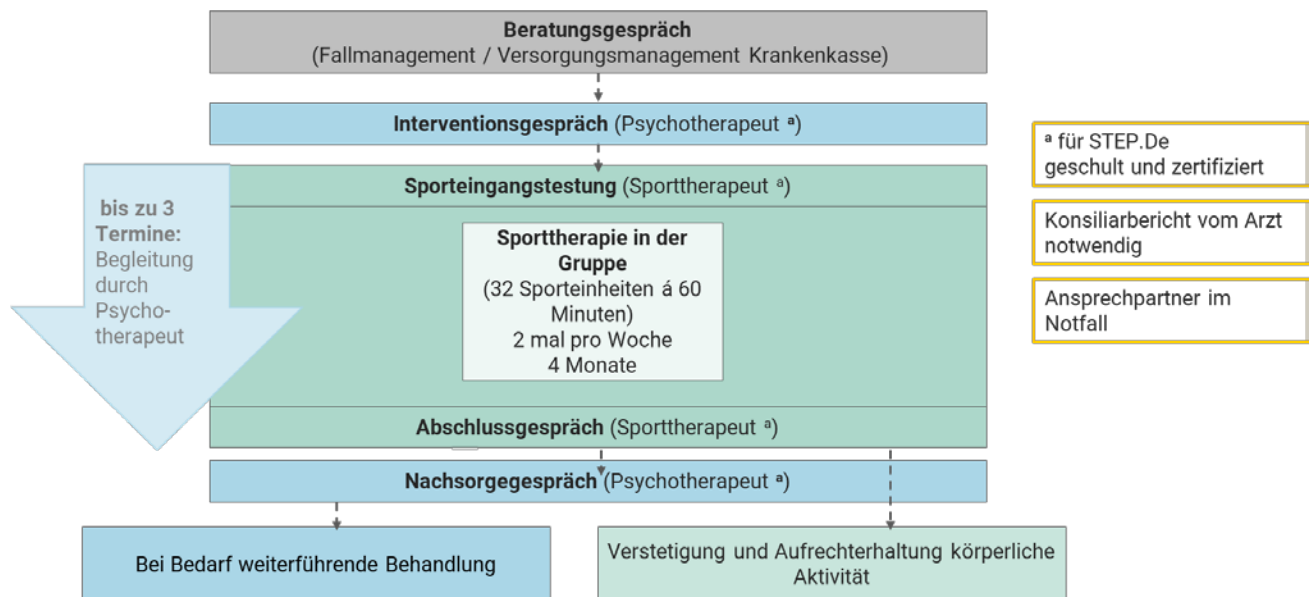 Beratungsgespräch
(Fallmanagement / Versorgungsmanagement Krankenkasse)
Interventionsgespräch (Psychotherapeut ᵃ)
Sporteingangstestung (Sporttherapeut ᵃ)
bis zu 3
Termine:
Begleitung
durch
Psycho-
therapeut
Sporttherapie in der
Gruppe
(32 Sporteinheiten á 60
Minuten)
2 mal pro Woche
4 Monate
Abschlussgespräch (Sporttherapeut ᵃ)
Nachsorgegespräch (Psychotherapeut ᵃ)
Bei Bedarf weiterführende Behandlung
Verstetigung und Aufrechterhaltung körperliche
Aktivität
ᵃ für STEP.De
geschult und zertifiziert
Konsiliarbericht vom Arzt
notwendig
Ansprechpartner im
Notfall